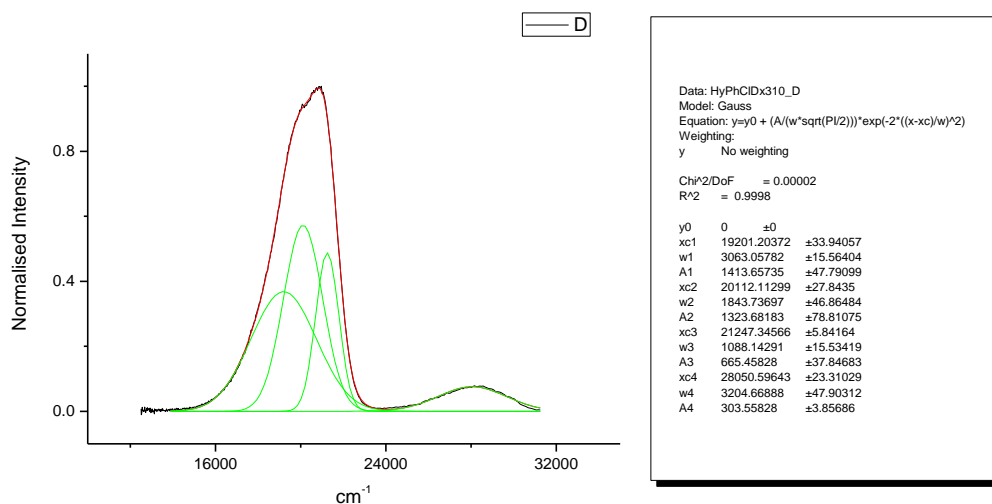 D
Normalised Intensity
0.8
0.4
0.0
16000 24000 32000
cm-1
Data: HyPhClDx310_D
Model: Gauss
Equation: y=y0 + (A/(w*sqrt(PI/2)))*exp(-2*((x-xc)/w)^2)
Weighting:
y No weighting
Chi^2/DoF = 0.00002
R^2 = 0.9998
y0 0 ±0
xc1 19201.20372 ±33.94057
w1 3063.05782 ±15.56404
A1 1413.65735 ±47.79099
xc2 20112.11299 ±27.8435
w2 1843.73697 ±46.86484
A2 1323.68183 ±78.81075
xc3 21247.34566 ±5.84164
w3 1088.14291 ±15.53419
A3 665.45828 ±37.84683
xc4 28050.59643 ±23.31029
w4 3204.66888 ±47.90312
A4 303.55828 ±3.85686